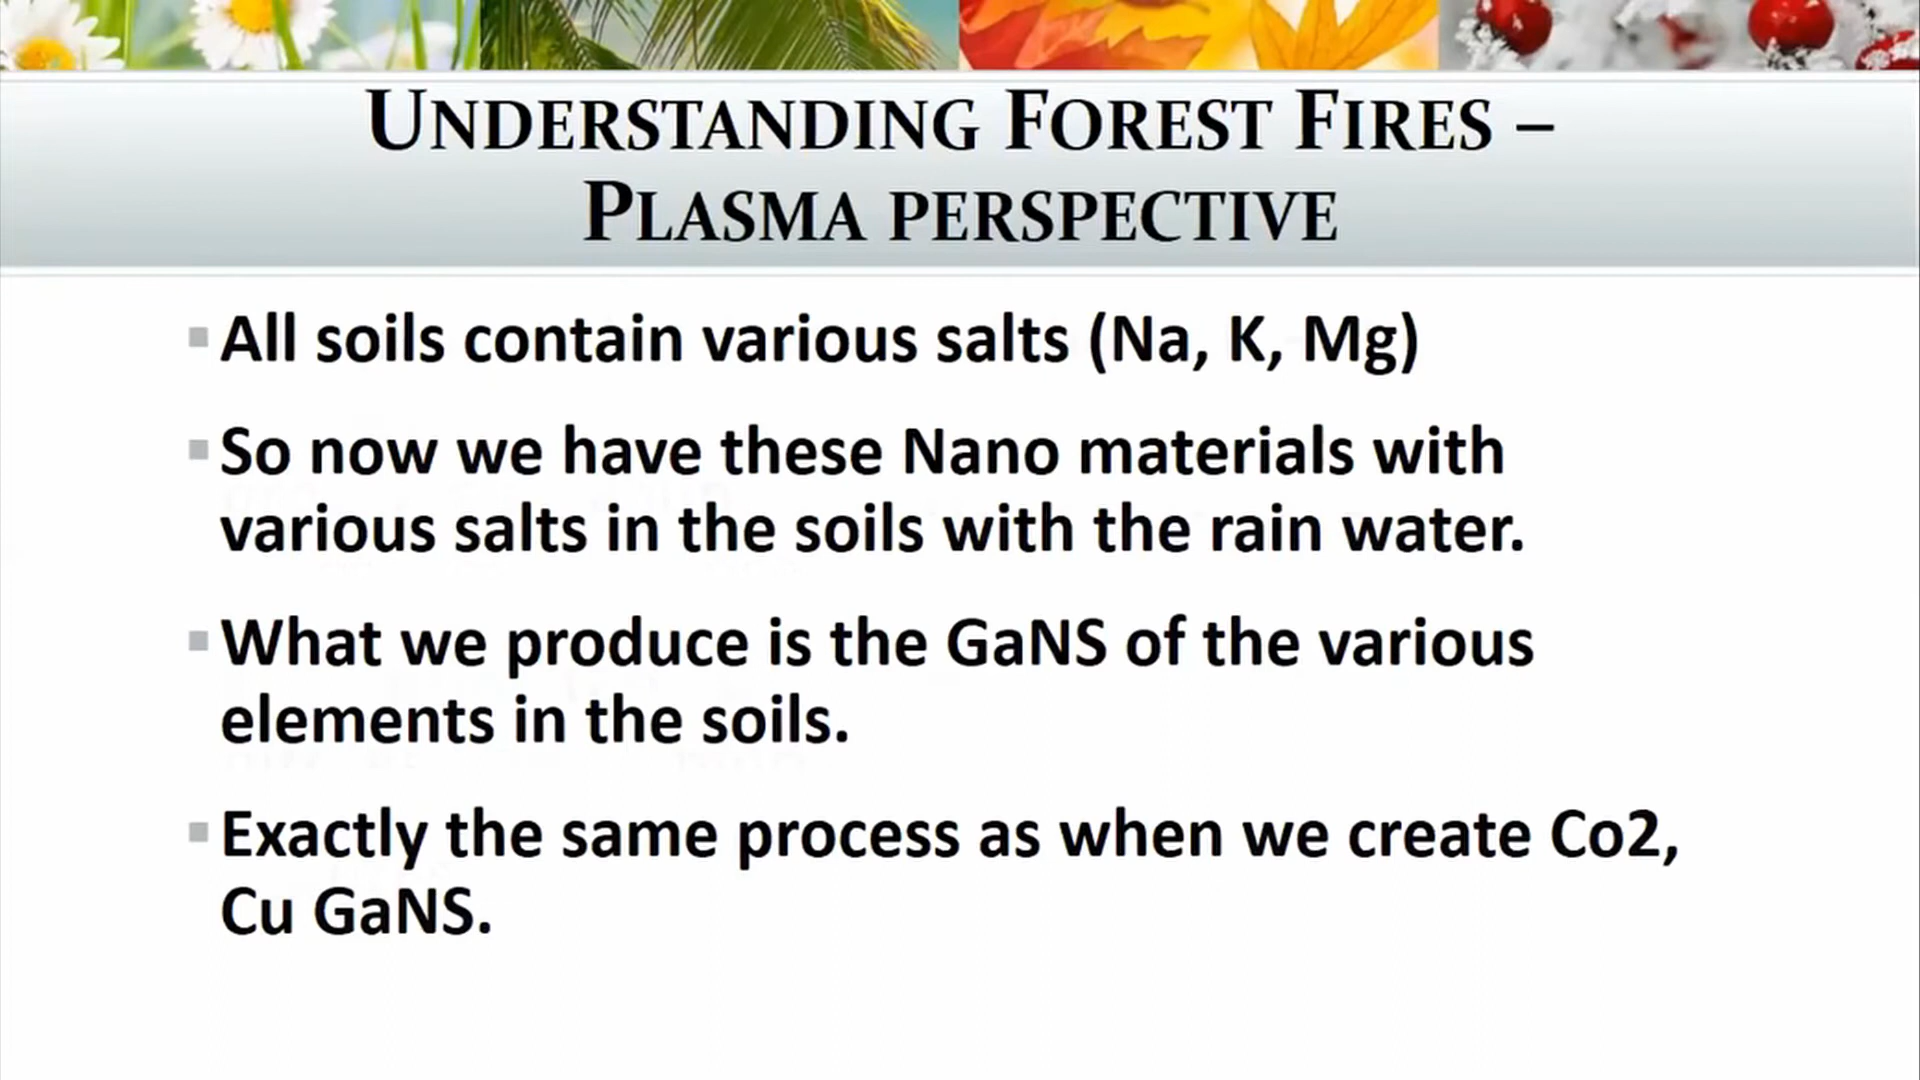 UNDERSTANDING FOREST FIRES –
PLASMA PERSPECTIVE
All soils contain various salts (Na, K, Mg)
So now we have these Nano materials with
various salts in the soils with the rain water.
What we produce is the GaNS of the various
elements in the soils.
Exactly the same process as when we create Co2,
Cu GaNS.